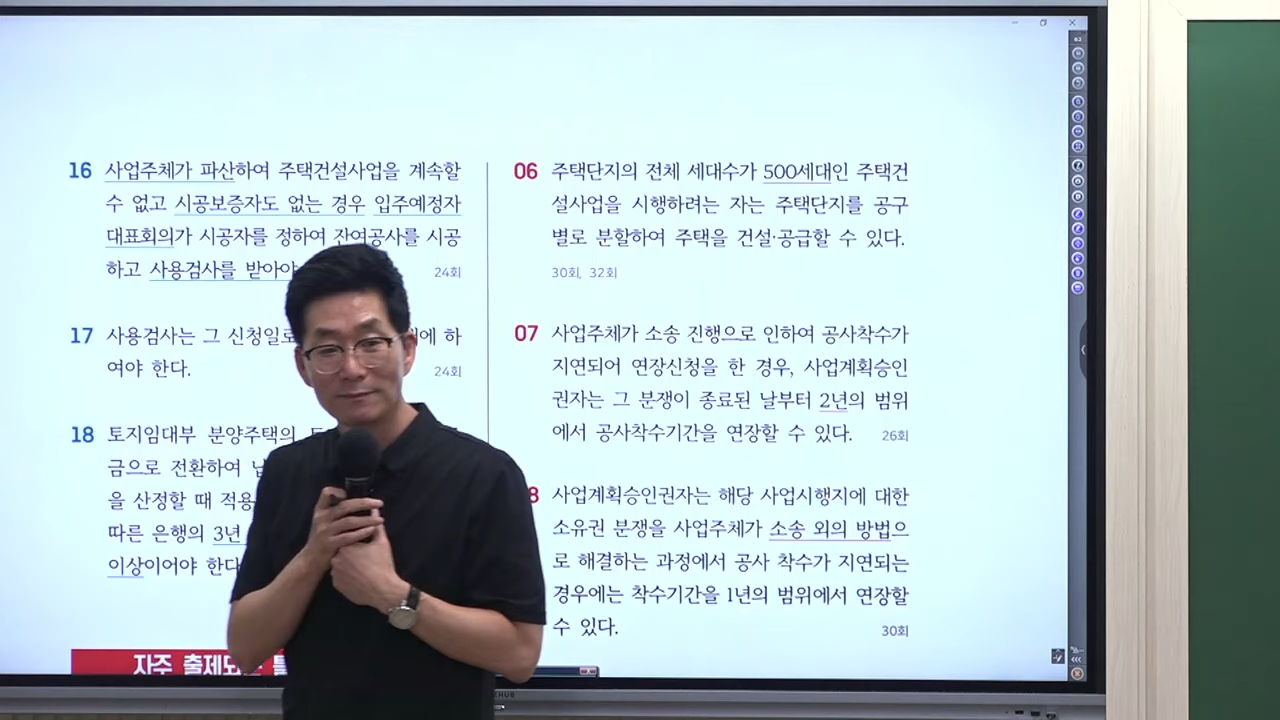 16 사업주체가 파산하여 주택건설사업을 계속할
수 없고 시공보증자도 없는 경우 입주예정자
대표회의가 시공자를 정하여 잔여공사를 시공
하고 사용검사를 받아야
24회
17 사용검사는 그 신청일로
에 하
여야 한다.
24회
18 토지임대부 분양주택의
금으로 전환하여
을 산정할 때 적용
따른 은행의 3년
이상이어야 한다
자주 출제되는
06 주택단지의 전체 세대수가 500세대인 주택건
설사업을 시행하려는 자는 주택단지를 공구
별로 분할하여 주택을 건설·공급할 수 있다.
30회, 32회
07 사업주체가 소송 진행으로 인하여 공사착수가
지연되어 연장신청을 한 경우, 사업계획승인
권자는 그 분쟁이 종료된 날부터 2년의 범위
에서 공사착수기간을 연장할 수 있다. 26회
8 사업계획승인권자는 해당 사업시행지에 대한
소유권 분쟁을 사업주체가 소송 외의 방법으
로 해결하는 과정에서 공사 착수가 지연되는
경우에는 착수기간을 1년의 범위에서 연장할
수 있다. 30회